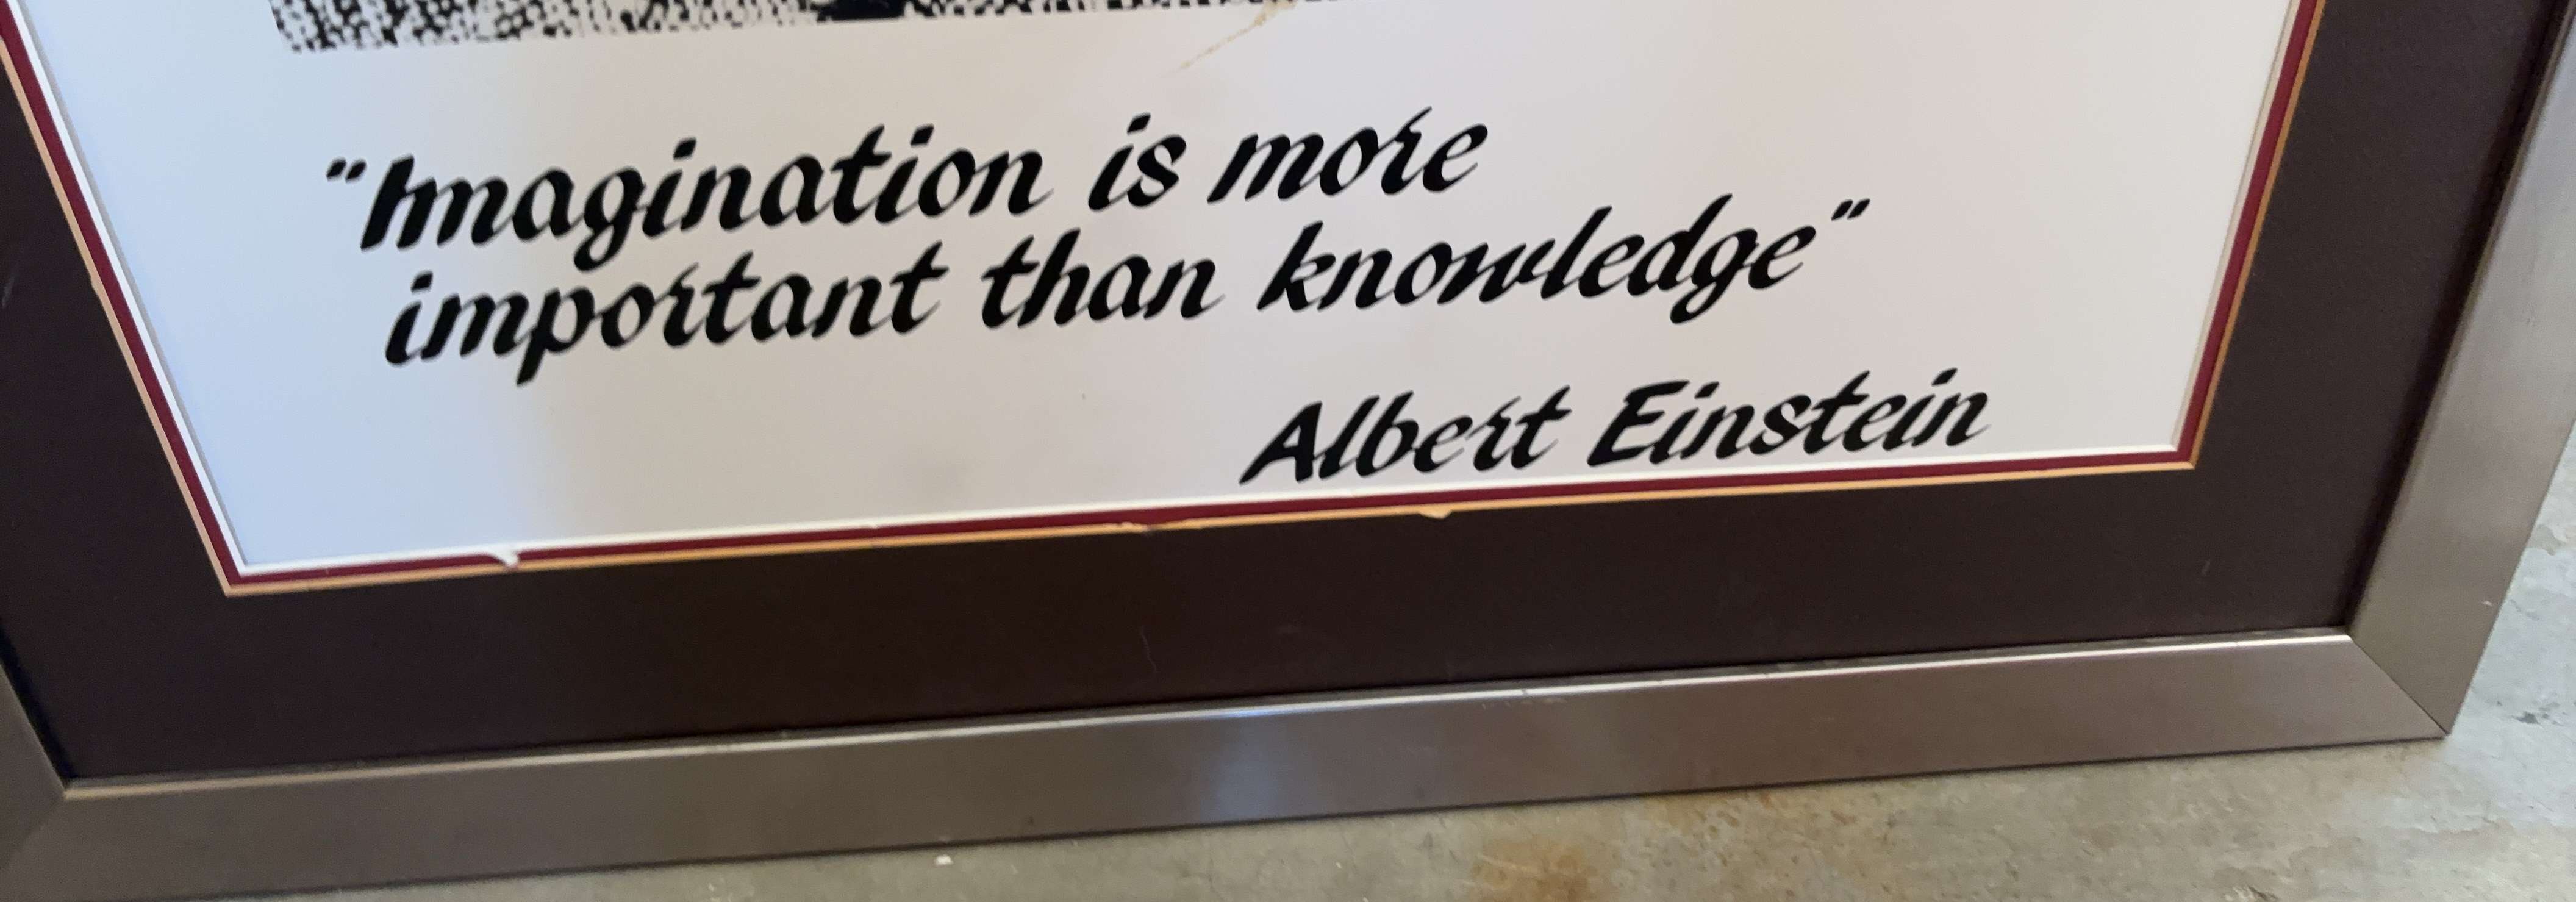 "Imagination is more
important than knowledge"
Albert Einstein